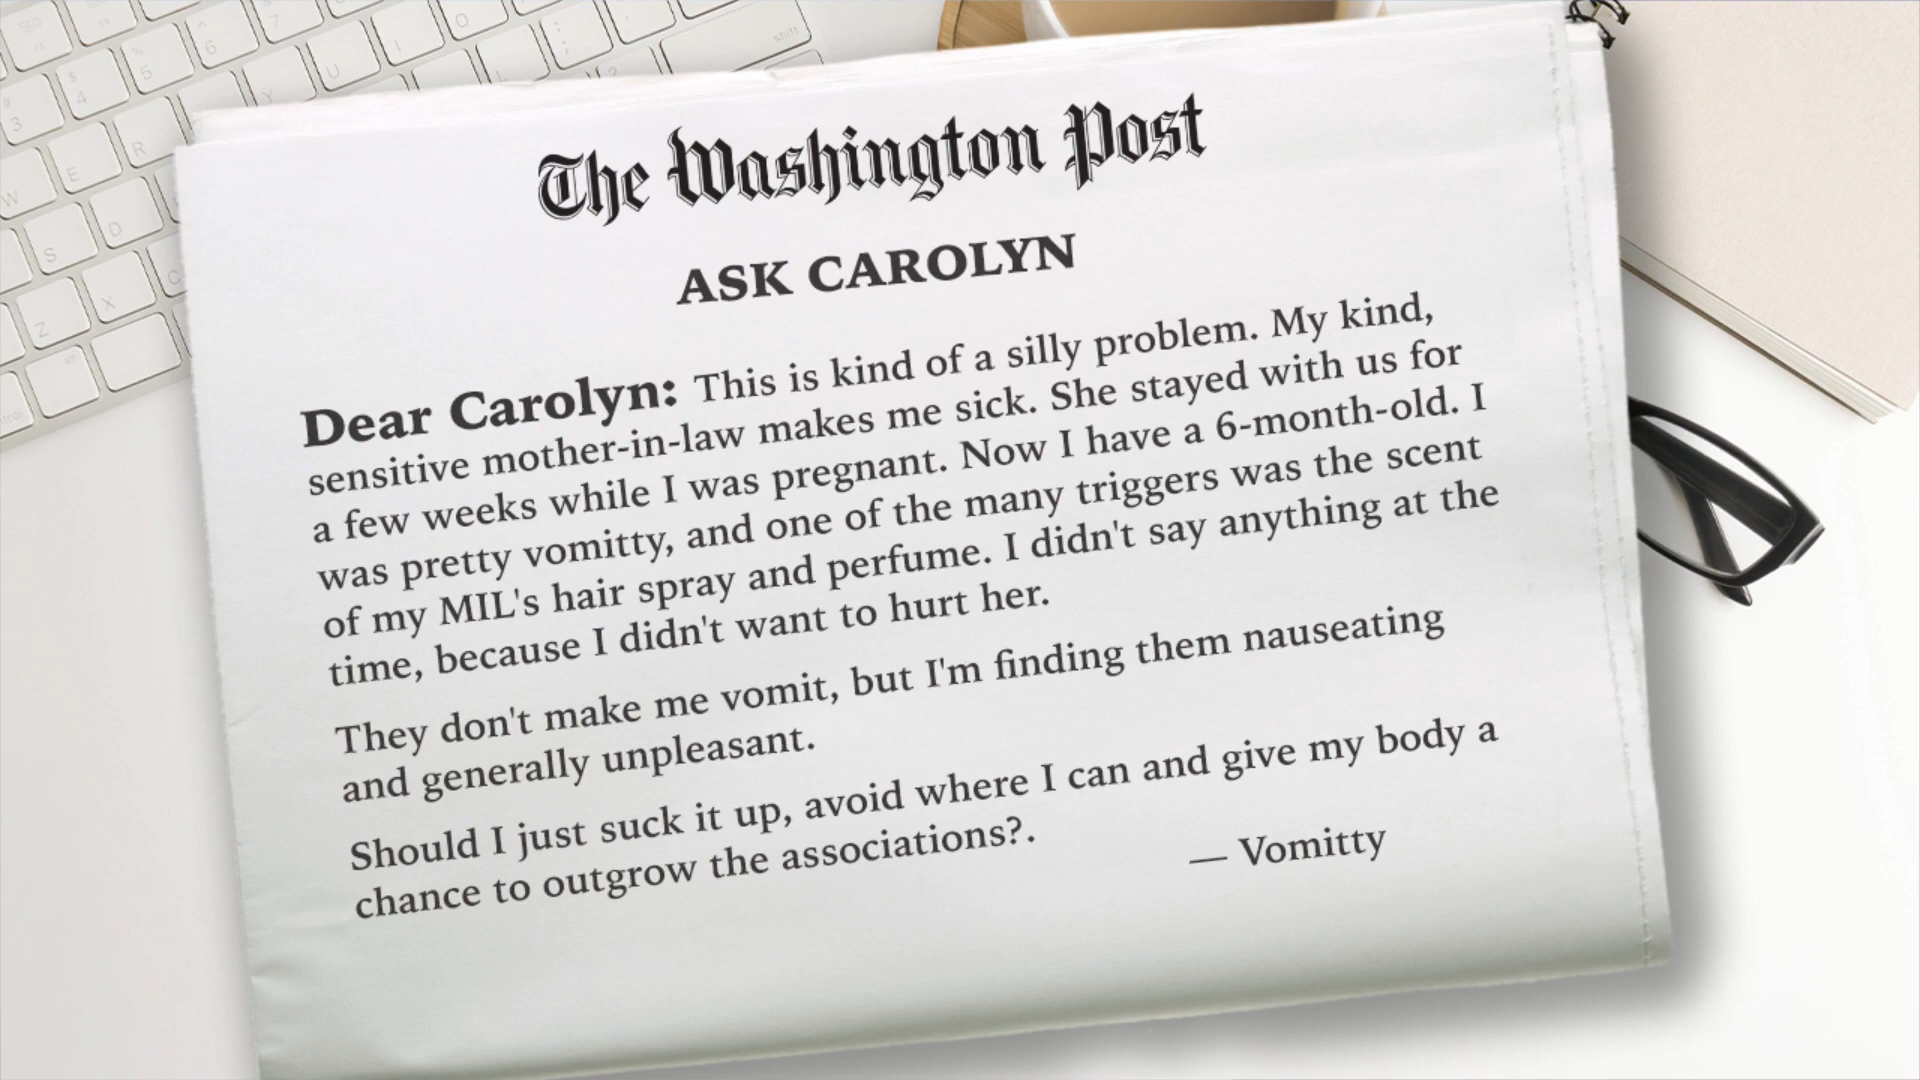 The Washington Post
ASK CAROLYN
Dear Carolyn: This is kind of a silly problem. My kind,
sensitive mother-in-law makes me sick. She stayed with us for
a few weeks while I was pregnant. Now I have a 6-month-old. I
was pretty vomitty, and one of the many triggers was the scent
of my MIL's hair spray and perfume. I didn't say anything at the
time, because I didn't want to hurt her.
They don't make me vomit, but I'm finding them nauseating
and generally unpleasant.
Should I just suck it up, avoid where I can and give my body a
chance to outgrow the associations?.
— Vomitty
shift